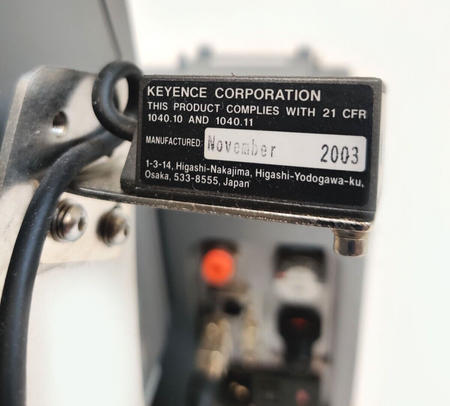 KEYENCE CORPORATION
THIS PRODUCT COMPLIES WITH 21 CFR
1040.10 AND 1040.11
MANUFACTURED: November 2003
1-3-14, Higashi-Nakajima, Higashi-Yodogawa-ku,
Osaka, 533-8555, Japan